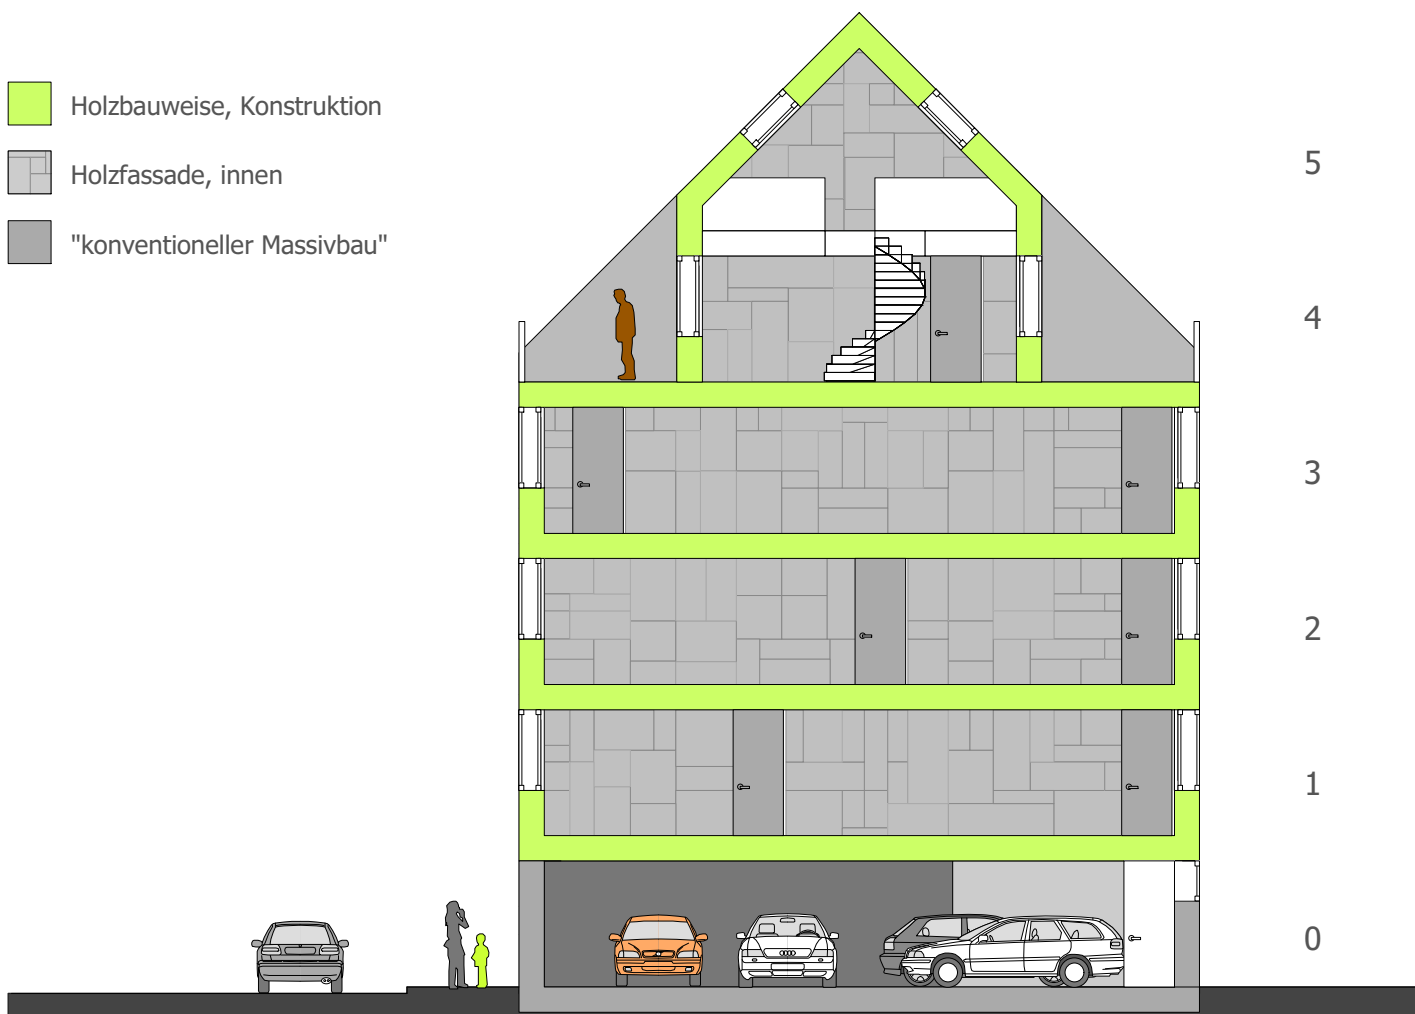 Holzbauweise, Konstruktion
Holzfassade, innen
"konventioneller Massivbau"
5
4
3
2
1
0